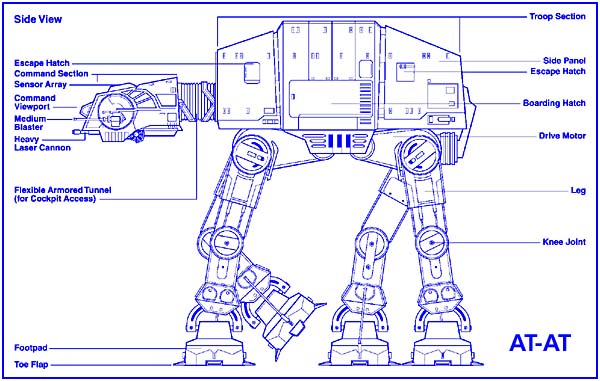 Side View
Troop Section
Escape Hatch
Command Section
Sensor Array
Command
Viewport
Medium
Blaster
Heavy
Laser Cannon
Flexible Armored Tunnel
(for Cockpit Access)
Footpad
Toe Flap
Side Panel
Escape Hatch
Boarding Hatch
Drive Motor
Leg
Knee Joint
AT-AT